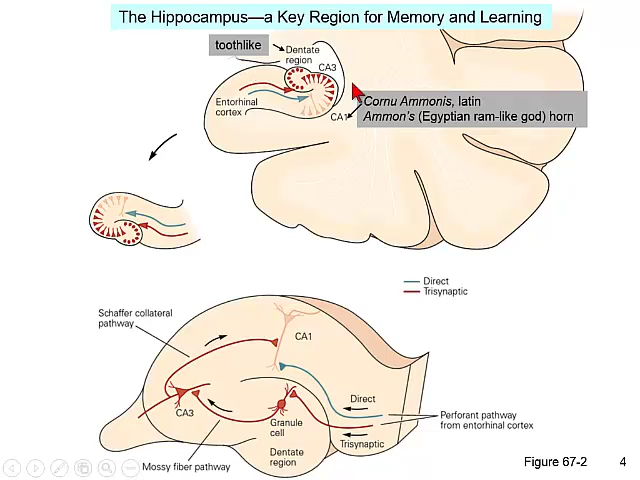 The Hippocampus—a Key Region for Memory and Learning
toothlike
Dentate
region
CA3
Entorhinal
cortex
CA1
Cornu Ammonis, latin
Ammon's (Egyptian ram-like god) horn
Direct
Trisynaptic
Schaffer collateral
pathway
CA1
CA3
Granule
cell
Direct
Perforant pathway
from entorhinal cortex
Trisynaptic
Dentate
region
Mossy fiber pathway
Figure 67-2
4